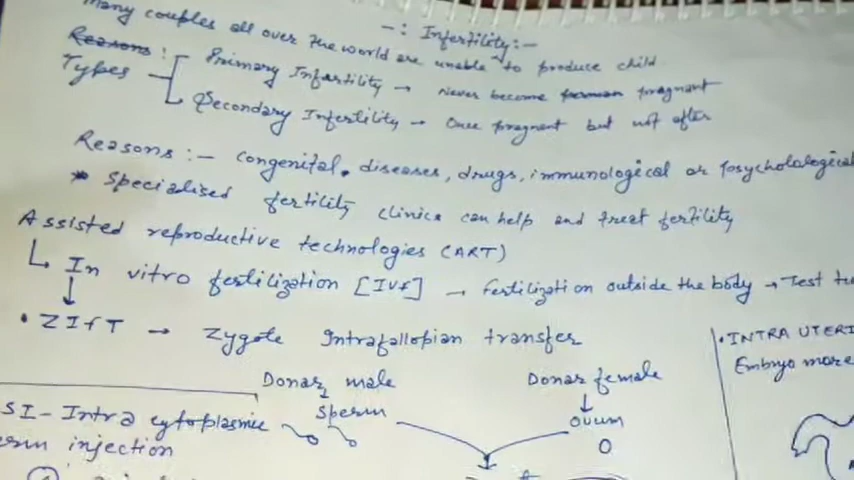 -: Infertility:-
Many couples all over the world are unable to produce child
Reasons:
Types
Primary Infertility → Never become pregnant
Secondary Infertility → Once pregnant but not after
Reasons:- Congenital, diseases, drugs, immunological or Psychological
* Specialised fertility clinics can help and treat fertility
Assisted reproductive technologies (ART)
In vitro fertilization [IVf] → Fertilization outside the body → Test
• ZIfT → Zygote Intrafallopian transfer
• INTRA UTERI
Embryo more
Donar male
Donar female
Sperm
Ovum
SI- Intra cytoplasmic
injection